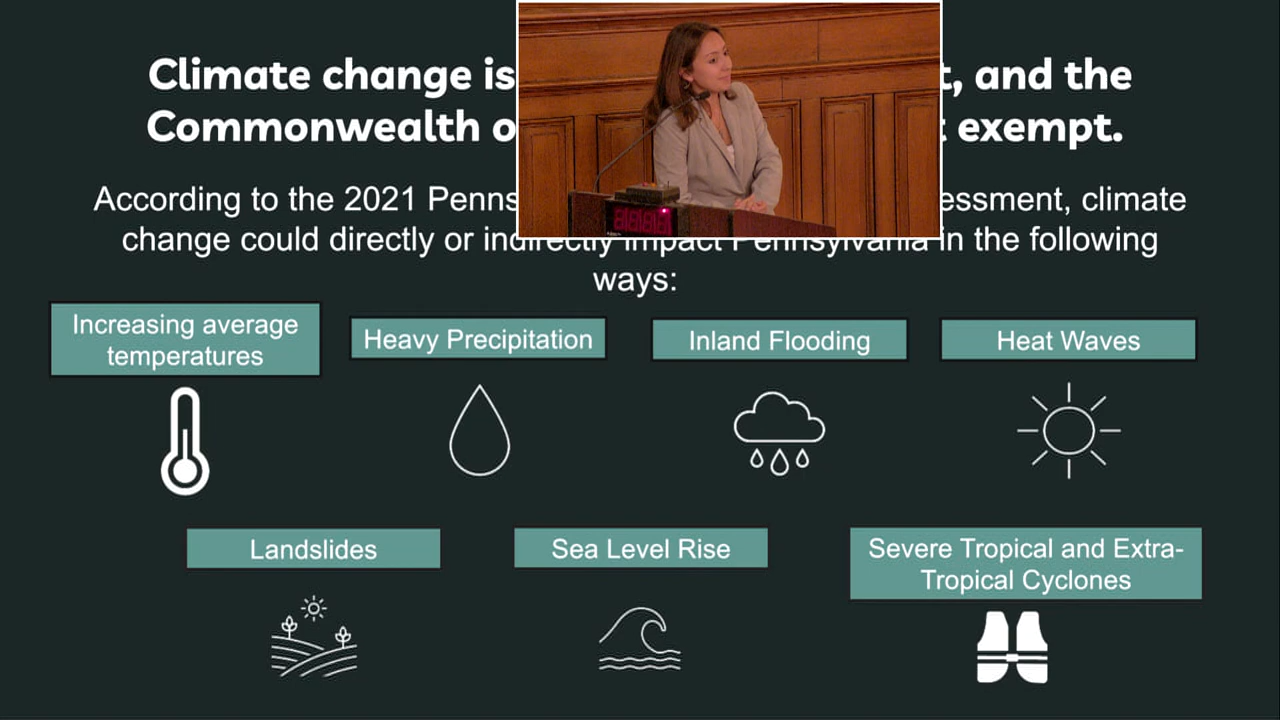 Climate change is t, and the
Commonwealth o t exempt.
According to the 2021 Penns essment, climate
change could directly or indirectly impact Pennsylvania in the following
ways:
Increasing average
temperatures
Heavy Precipitation
Inland Flooding
Heat Waves
Landslides
Sea Level Rise
Severe Tropical and Extra-
Tropical Cyclones